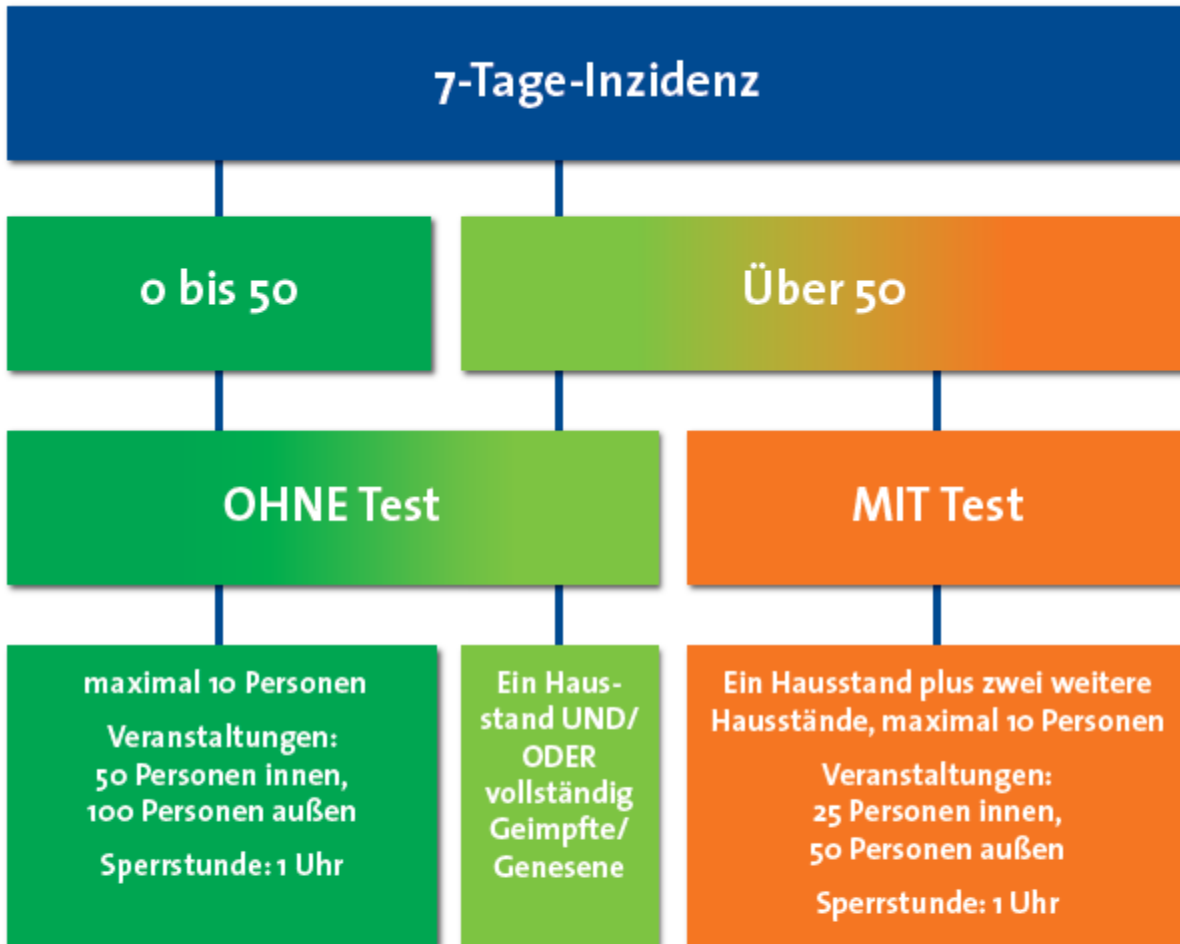 7-Tage-Inzidenz
0 bis 50
Über 50
OHNE Test
MIT Test
maximal 10 Personen
Veranstaltungen:
50 Personen innen,
100 Personen außen
Sperrstunde: 1 Uhr
Ein Haus-
stand UND/
ODER
vollständig
Geimpfte/
Genesene
Ein Hausstand plus zwei weitere
Hausstände, maximal 10 Personen
Veranstaltungen:
25 Personen innen,
50 Personen außen
Sperrstunde: 1 Uhr